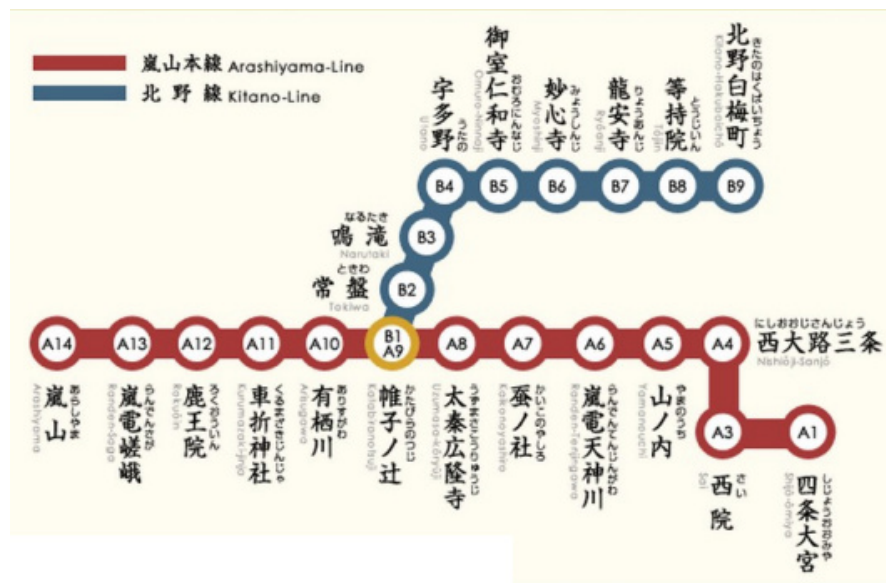 嵐山本線 Arashiyama-Line
北野線 Kitano-Line
宇多野
うたの
Utano
御室仁和寺
おむろにんなじ
Omuro-Ninnaji
妙心寺
みょうしんじ
Myōshinji
龍安寺
りょうあんじ
Ryōanji
等持院
とうじいん
Tōjiin
北野白梅町
きたのはくばいちょう
Kitano-Hakubaichō
B4
B5
B6
B7
B8
B9
なるたき
鳴滝
Narutaki
B3
ときわ
常盤
Tokiwa
B2
A14
A13
A12
A11
A10
B1
A9
A8
A7
A6
A5
A4
にしおおじさんじょう
西大路三条
Nishiōji-Sanjō
嵐山
あらしやま
Arashiyama
嵐電嵯峨
らんでんさが
Randen-Saga
鹿王院
ろくおういん
Rokuōin
車折神社
くるまざきじんじゃ
Kurumazaki-Jinja
有栖川
ありすがわ
Arisugawa
帷子ノ辻
かたびらのつじ
Katabiranotsuji
太秦広隆寺
うずまさこうりゅうじ
Uzumasa-Kōryūji
蚕ノ社
かいこのやしろ
Kaikonoyashiro
嵐電天神川
らんでんてんじんがわ
Randen-Tenjingawa
山ノ内
やまのうち
Yamanouchi
A3
A1
西院
さい
Sai
四条大宮
しじょうおおみや
Shijō-Ōmiya